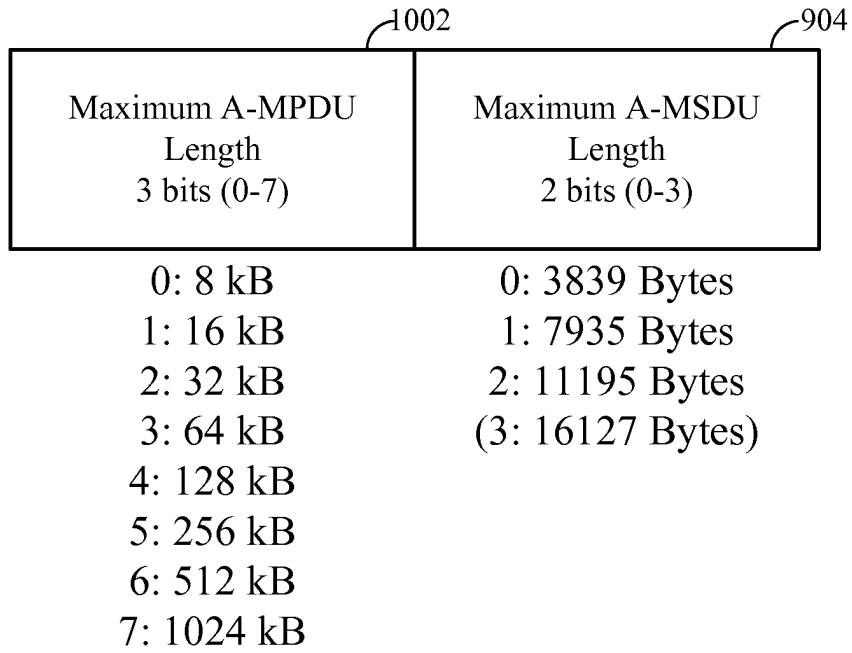 1002
904
Maximum A-MPDU
Length
3 bits (0-7)
Maximum A-MSDU
Length
2 bits (0-3)
0: 8 kB
1: 16 kB
2: 32 kB
3: 64 kB
4: 128 kB
5: 256 kB
6: 512 kB
7: 1024 kB
0: 3839 Bytes
1: 7935 Bytes
2: 11195 Bytes
(3: 16127 Bytes)